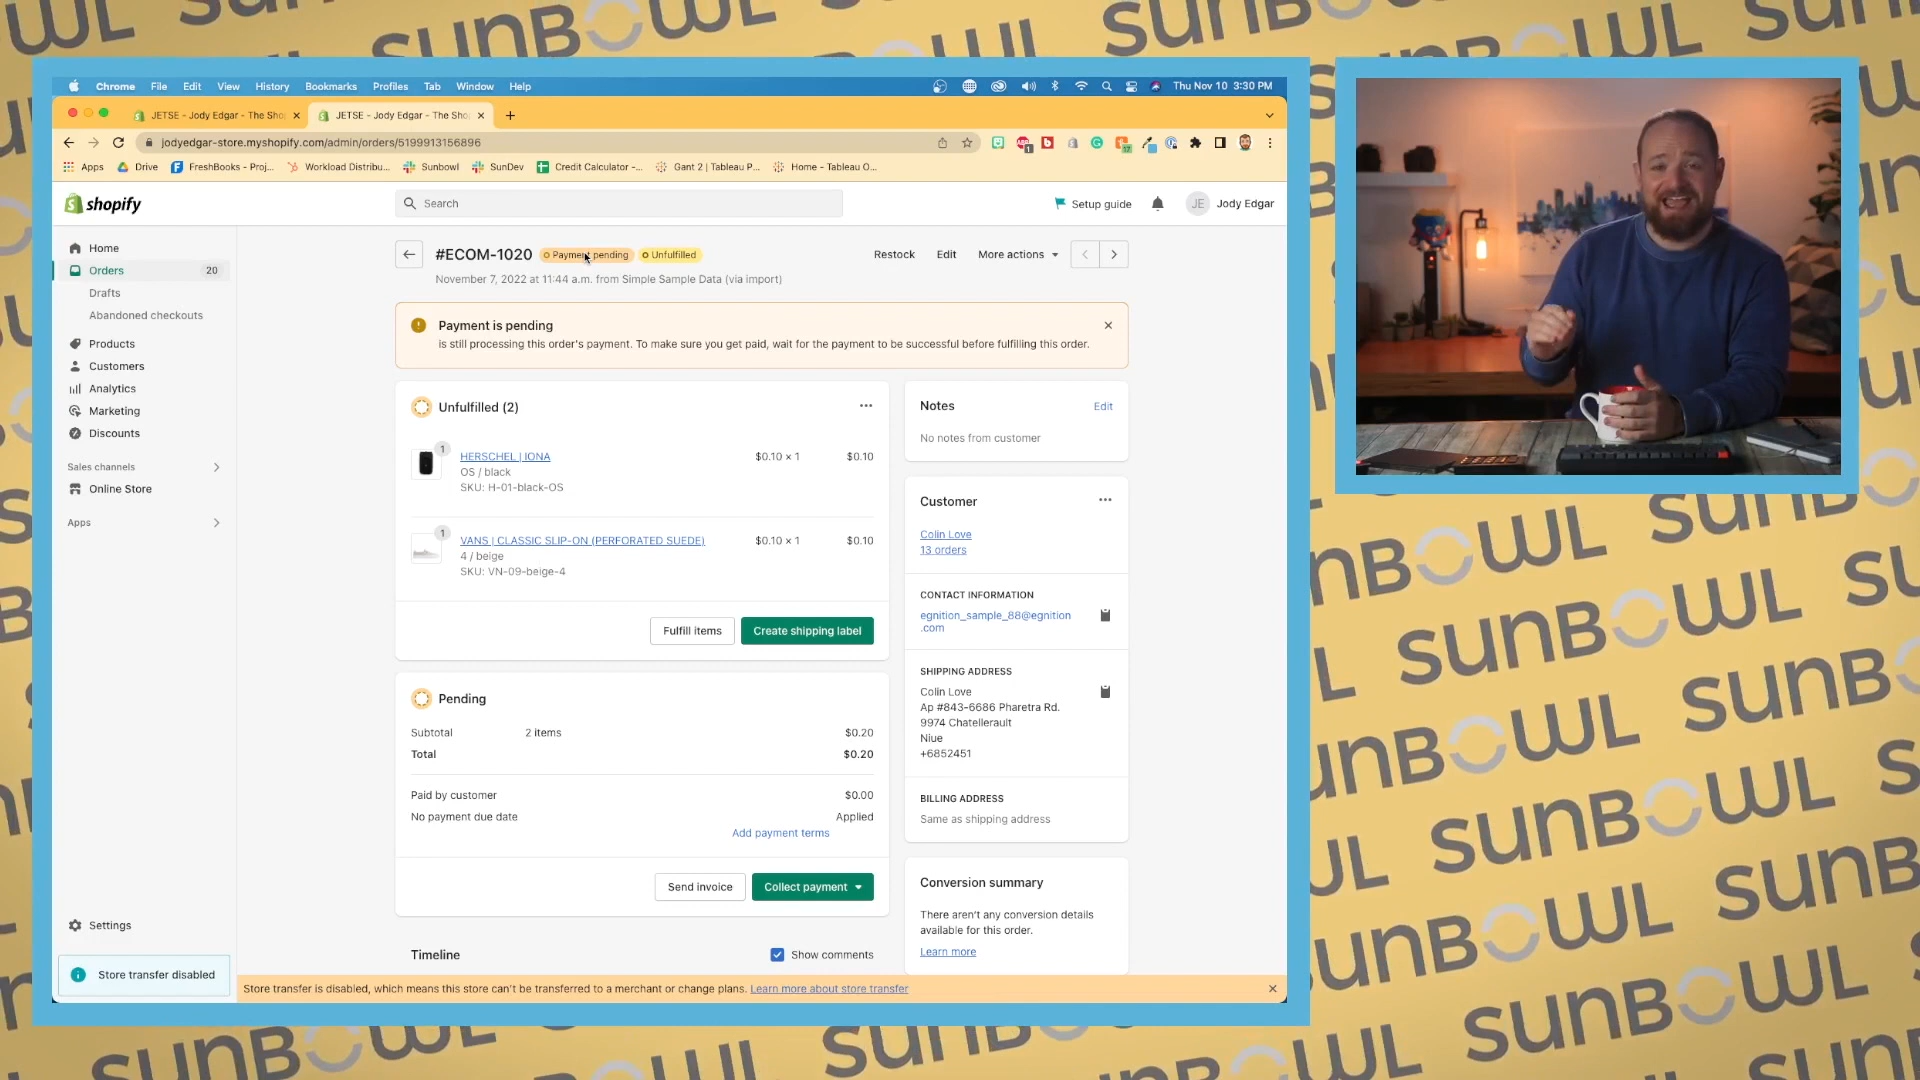 SUNBOWL
Chrome File Edit View History Bookmarks Profiles Tab Window Help
Thu Nov 10 3:30 PM
JETSE - Jody Edgar - The Sho
JETSE - Jody Edgar - The Sho
jodyedgar-store.myshopify.com/admin/orders/5199913156896
Apps Drive FreshBooks - Proj... Workload Distribu... Sunbowl SunDev Credit Calculator -... Gant 2 | Tableau P... Home - Tableau O...
shopify
Search
Setup guide
JE Jody Edgar
Home
Orders 20
Drafts
Abandoned checkouts
Products
Customers
Analytics
Marketing
Discounts
Sales channels
Online Store
Apps
Settings
Store transfer disabled
#ECOM-1020 Payment pending Unfulfilled
Restock Edit More actions
November 7, 2022 at 11:44 a.m. from Simple Sample Data (via import)
Payment is pending
is still processing this order's payment. To make sure you get paid, wait for the payment to be successful before fulfilling this order.
Unfulfilled (2)
1
HERSCHEL | IONA $0.10 × 1 $0.10
OS / black
SKU: H-01-black-OS
1
VANS | CLASSIC SLIP-ON (PERFORATED SUEDE) $0.10 × 1 $0.10
4 / beige
SKU: VN-09-beige-4
Fulfill items Create shipping label
Pending
Subtotal 2 items $0.20
Total $0.20
Paid by customer $0.00
No payment due date Applied
Add payment terms
Send invoice Collect payment
Timeline Show comments
Notes Edit
No notes from customer
Customer
Colin Love
13 orders
CONTACT INFORMATION
egnition_sample_88@egnition
.com
SHIPPING ADDRESS
Colin Love
Ap #843-6686 Pharetra Rd.
9974 Chatellerault
Niue
+6852451
BILLING ADDRESS
Same as shipping address
Conversion summary
There aren't any conversion details
available for this order.
Learn more
Store transfer is disabled, which means this store can't be transferred to a merchant or change plans. Learn more about store transfer